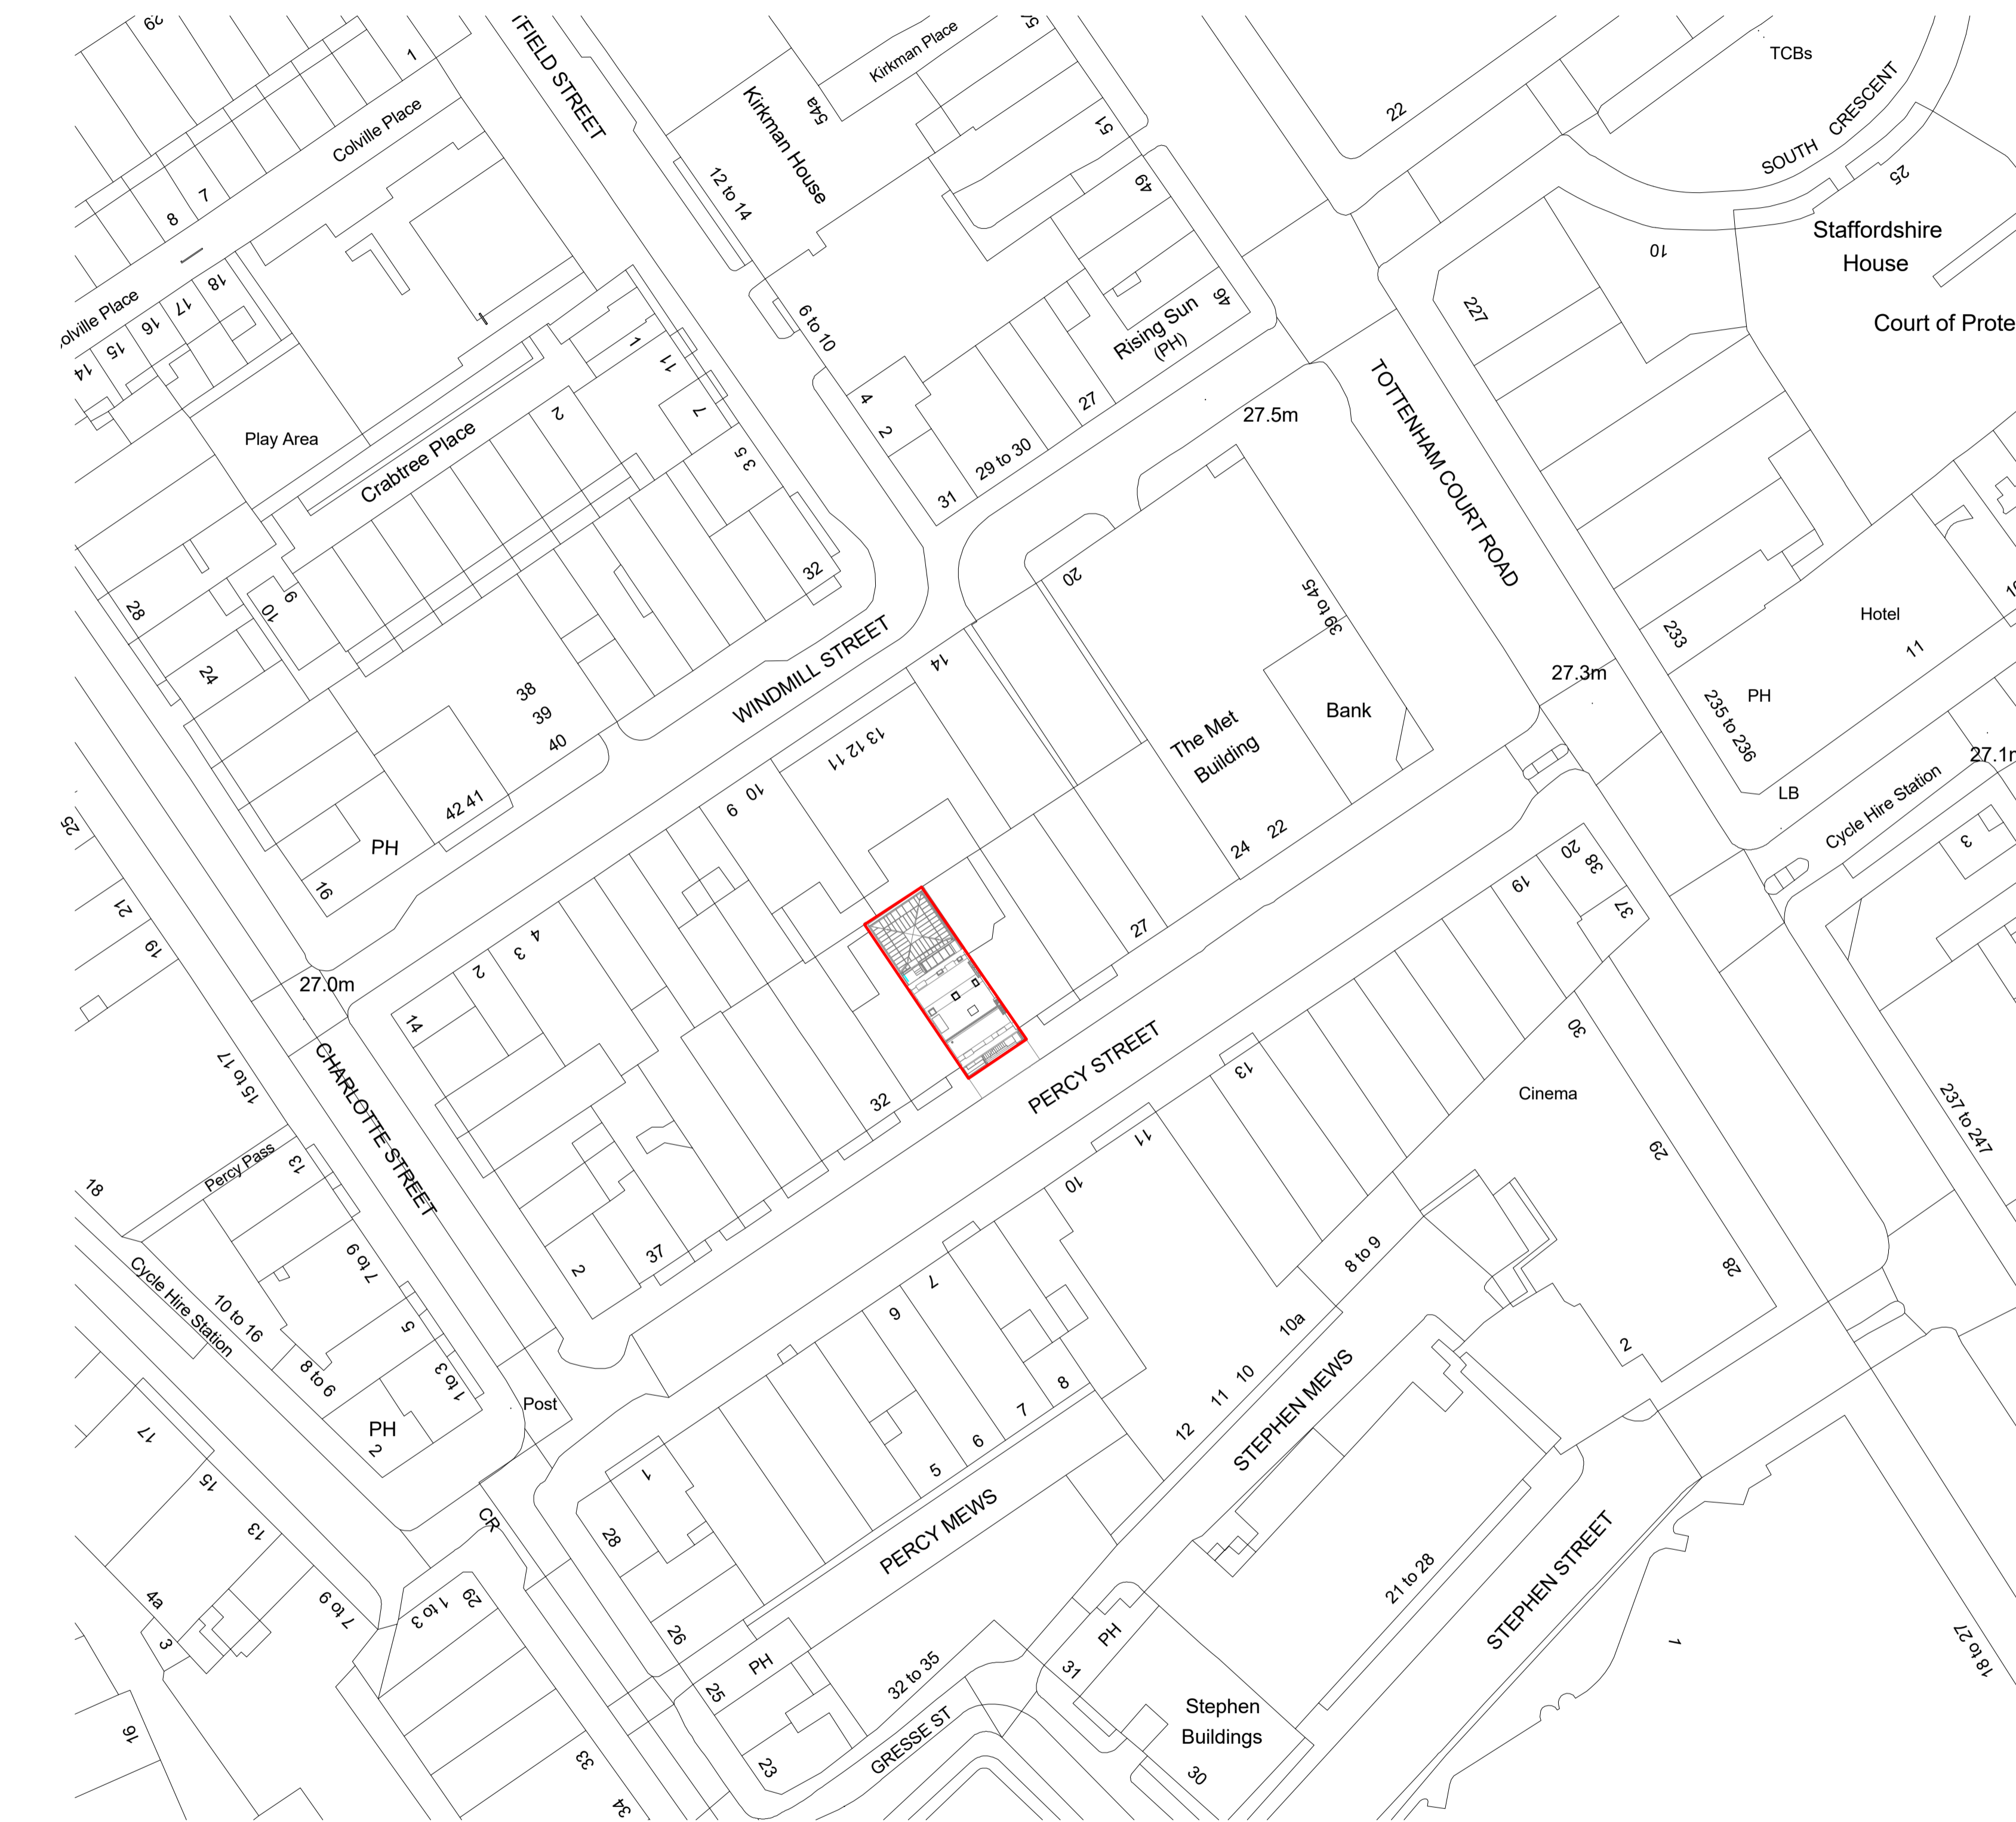 29
1
TFIELD STREET
Kirkman Place
57
54a
Kirkman House
12 to 14
51
49
22
TCBs
SOUTH CRESCENT
25
Staffordshire
House
10
Court of Prote
Colville Place
7
8
olville Place
18
17
16
15
14
Play Area
6 to 10
46
Rising Sun
(PH)
227
1
11
7
3 5
2
Crabtree Place
4
2
27
29 to 30
31
27.5m
TOTTENHAM COURT ROAD
32
28
10
9
24
20
39 to 45
233
Hotel
11
WINDMILL STREET
14
38
39
40
42 41
PH
16
The Met
Building
Bank
27.3m
235 to 236
PH
27.1m
LB
Cycle Hire Station
3
13 12 11
10
9
25
21
19
24
22
20
38
37
19
27
4
3
2
14
27.0m
CHARLOTTE STREET
15 to 17
PERCY STREET
32
30
13
Cinema
29
28
237 to 247
18
Percy Pass
13
7 to 9
5
1 to 3
Cycle Hire Station
10 to 16
8 to 9
PH
2
Post
2
37
11
10
7
6
8 to 9
10a
10
11
12
8
7
6
5
2
STEPHEN MEWS
17
15
13
4a
3
7 to 9
CR
1 to 3
29
1
28
26
25
PH
23
PERCY MEWS
32 to 35
GRESSE ST
PH
31
21 to 28
STEPHEN STREET
1
18 to 27
Stephen
Buildings
30
16
33
34